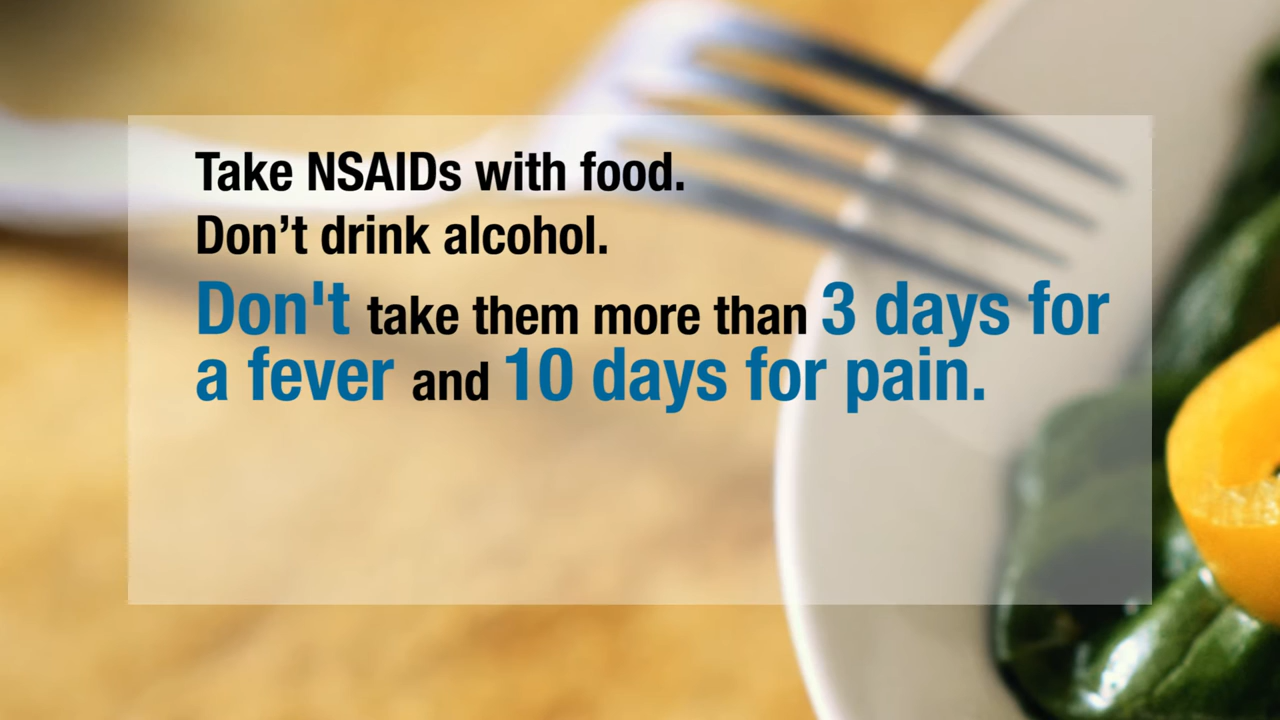 Take NSAIDs with food.
Don’t drink alcohol.
Don't take them more than 3 days for
a fever and 10 days for pain.